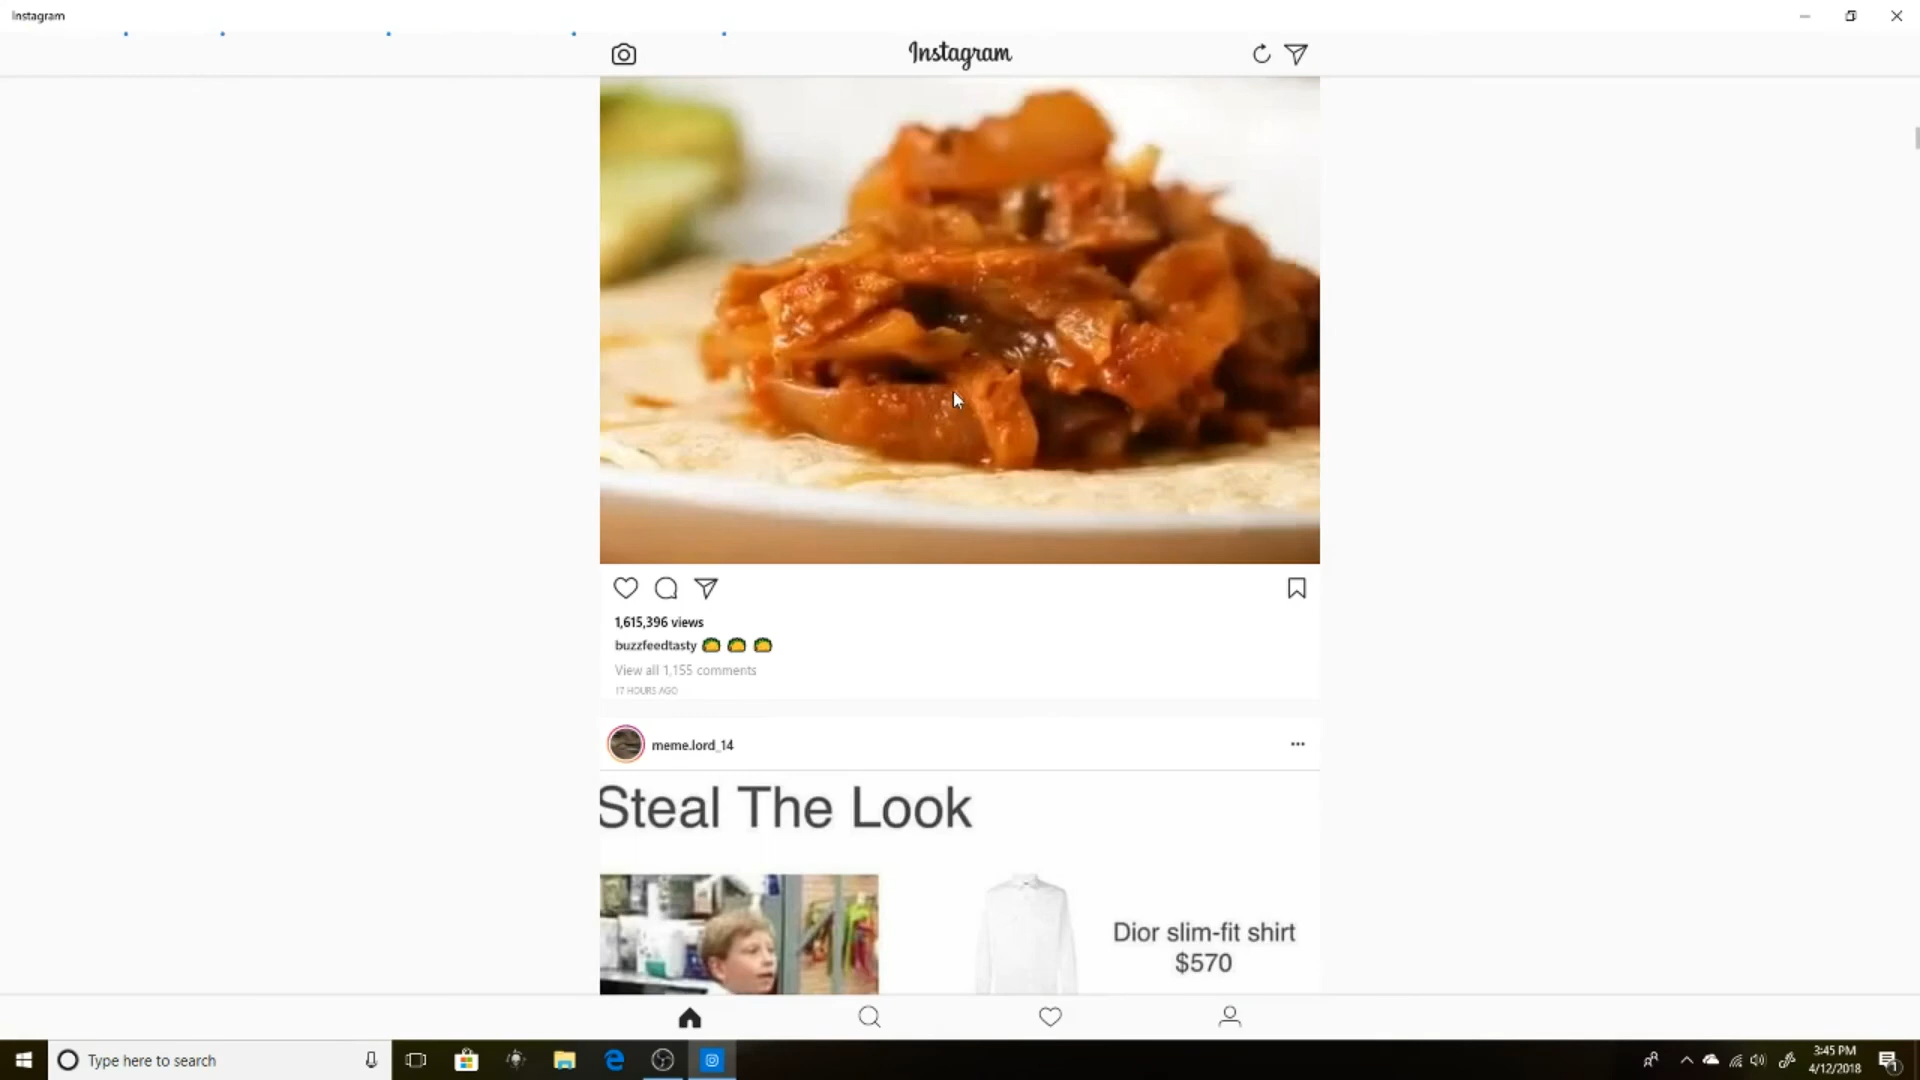 Instagram
Instagram
1,615,396 views
buzzfeedtasty 🌮 🌮 🌮
View all 1,155 comments
17 HOURS AGO
meme.lord_14
Steal The Look
Dior slim-fit shirt
$570
Type here to search
3:45 PM
4/12/2018
1